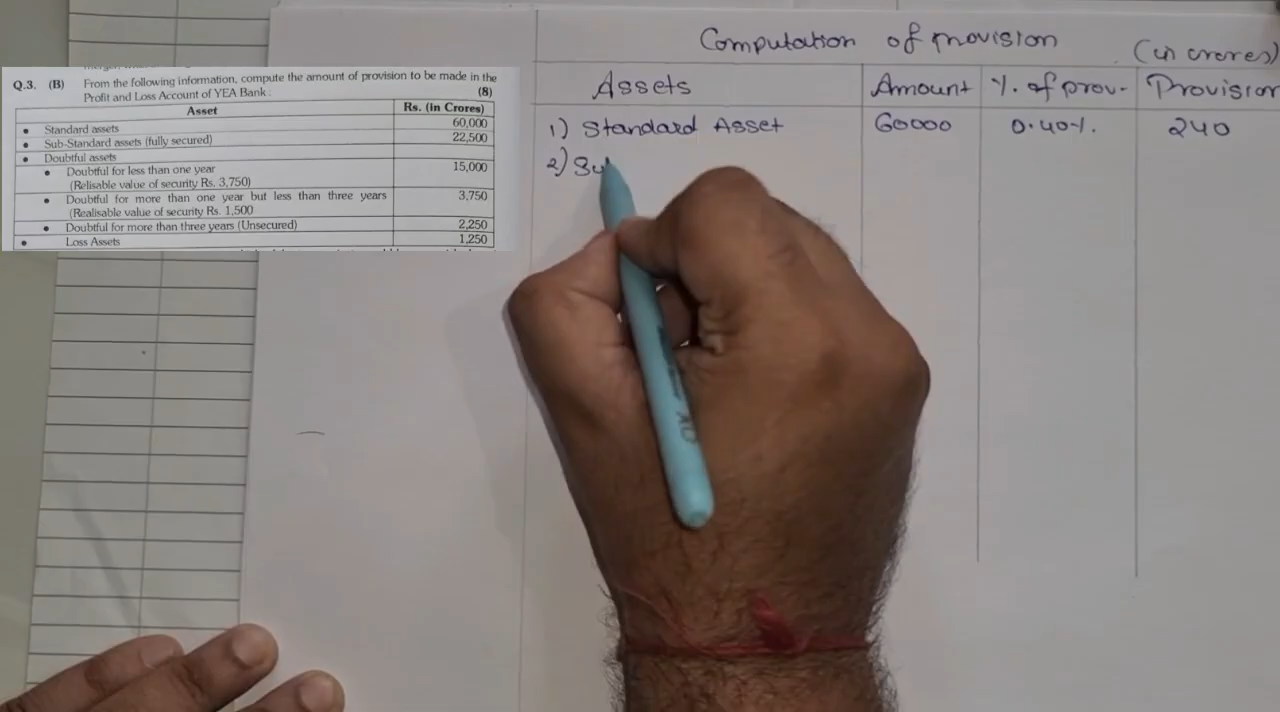 Q.3. (B) From the following information, compute the amount of provision to be made in the
Profit and Loss Account of YEA Bank. (8)
Asset Rs. (in Crores)
• Standard assets 60,000
• Sub-Standard assets (fully secured) 22,500
• Doubtful assets
• Doubtful for less than one year 15,000
(Relisable value of security Rs. 3,750)
• Doubtful for more than one year but less than three years 3,750
(Realisable value of security Rs. 1,500
• Doubtful for more than three years (Unsecured) 2,250
• Loss Assets 1,250
Computation of provision (in crores)
Assets Amount %. of prov. Provision
1) Standard Asset 60000 0.40%. 240
2) Su